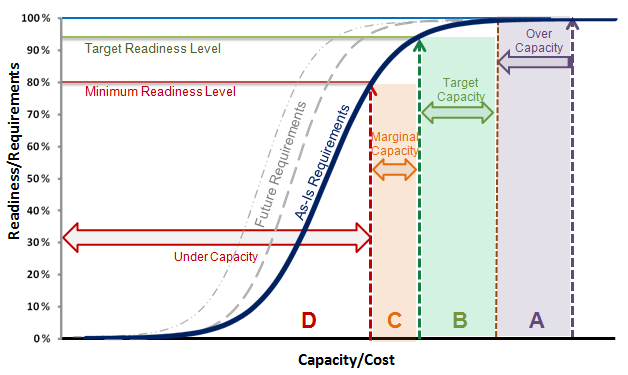 100%
90%
80%
70%
60%
50%
40%
30%
20%
10%
0%
Readiness/Requirements
Target Readiness Level
Minimum Readiness Level
Future Requirements
As-Is Requirements
Under Capacity
Marginal
Capacity
Target
Capacity
Over
Capacity
D
C
B
A
Capacity/Cost